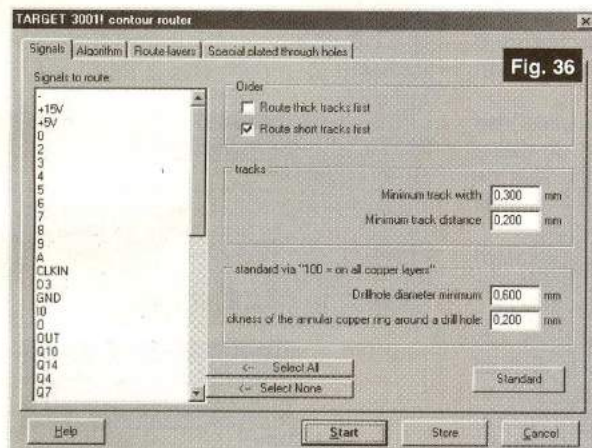 TARGET 3001! contour router
Signals Algorithm Route-layers Special plated through holes
Fig. 36
Signals to route:
-
+15V
+5V
0
2
3
4
5
6
7
8
9
A
CLKIN
D3
GND
I0
O
OUT
Q10
Q14
Q4
Q7
Order
Route thick tracks first
Route short tracks first
tracks
Minimum track width 0,300 mm
Minimum track distance 0,200 mm
standard via "100 = on all copper layers"
Drillhole diameter minimum: 0,600 mm
ckness of the annular copper ring around a drill hole: 0,200 mm
<-- Select All
<-- Select None
Standard
Help
Start
Store
Cancel